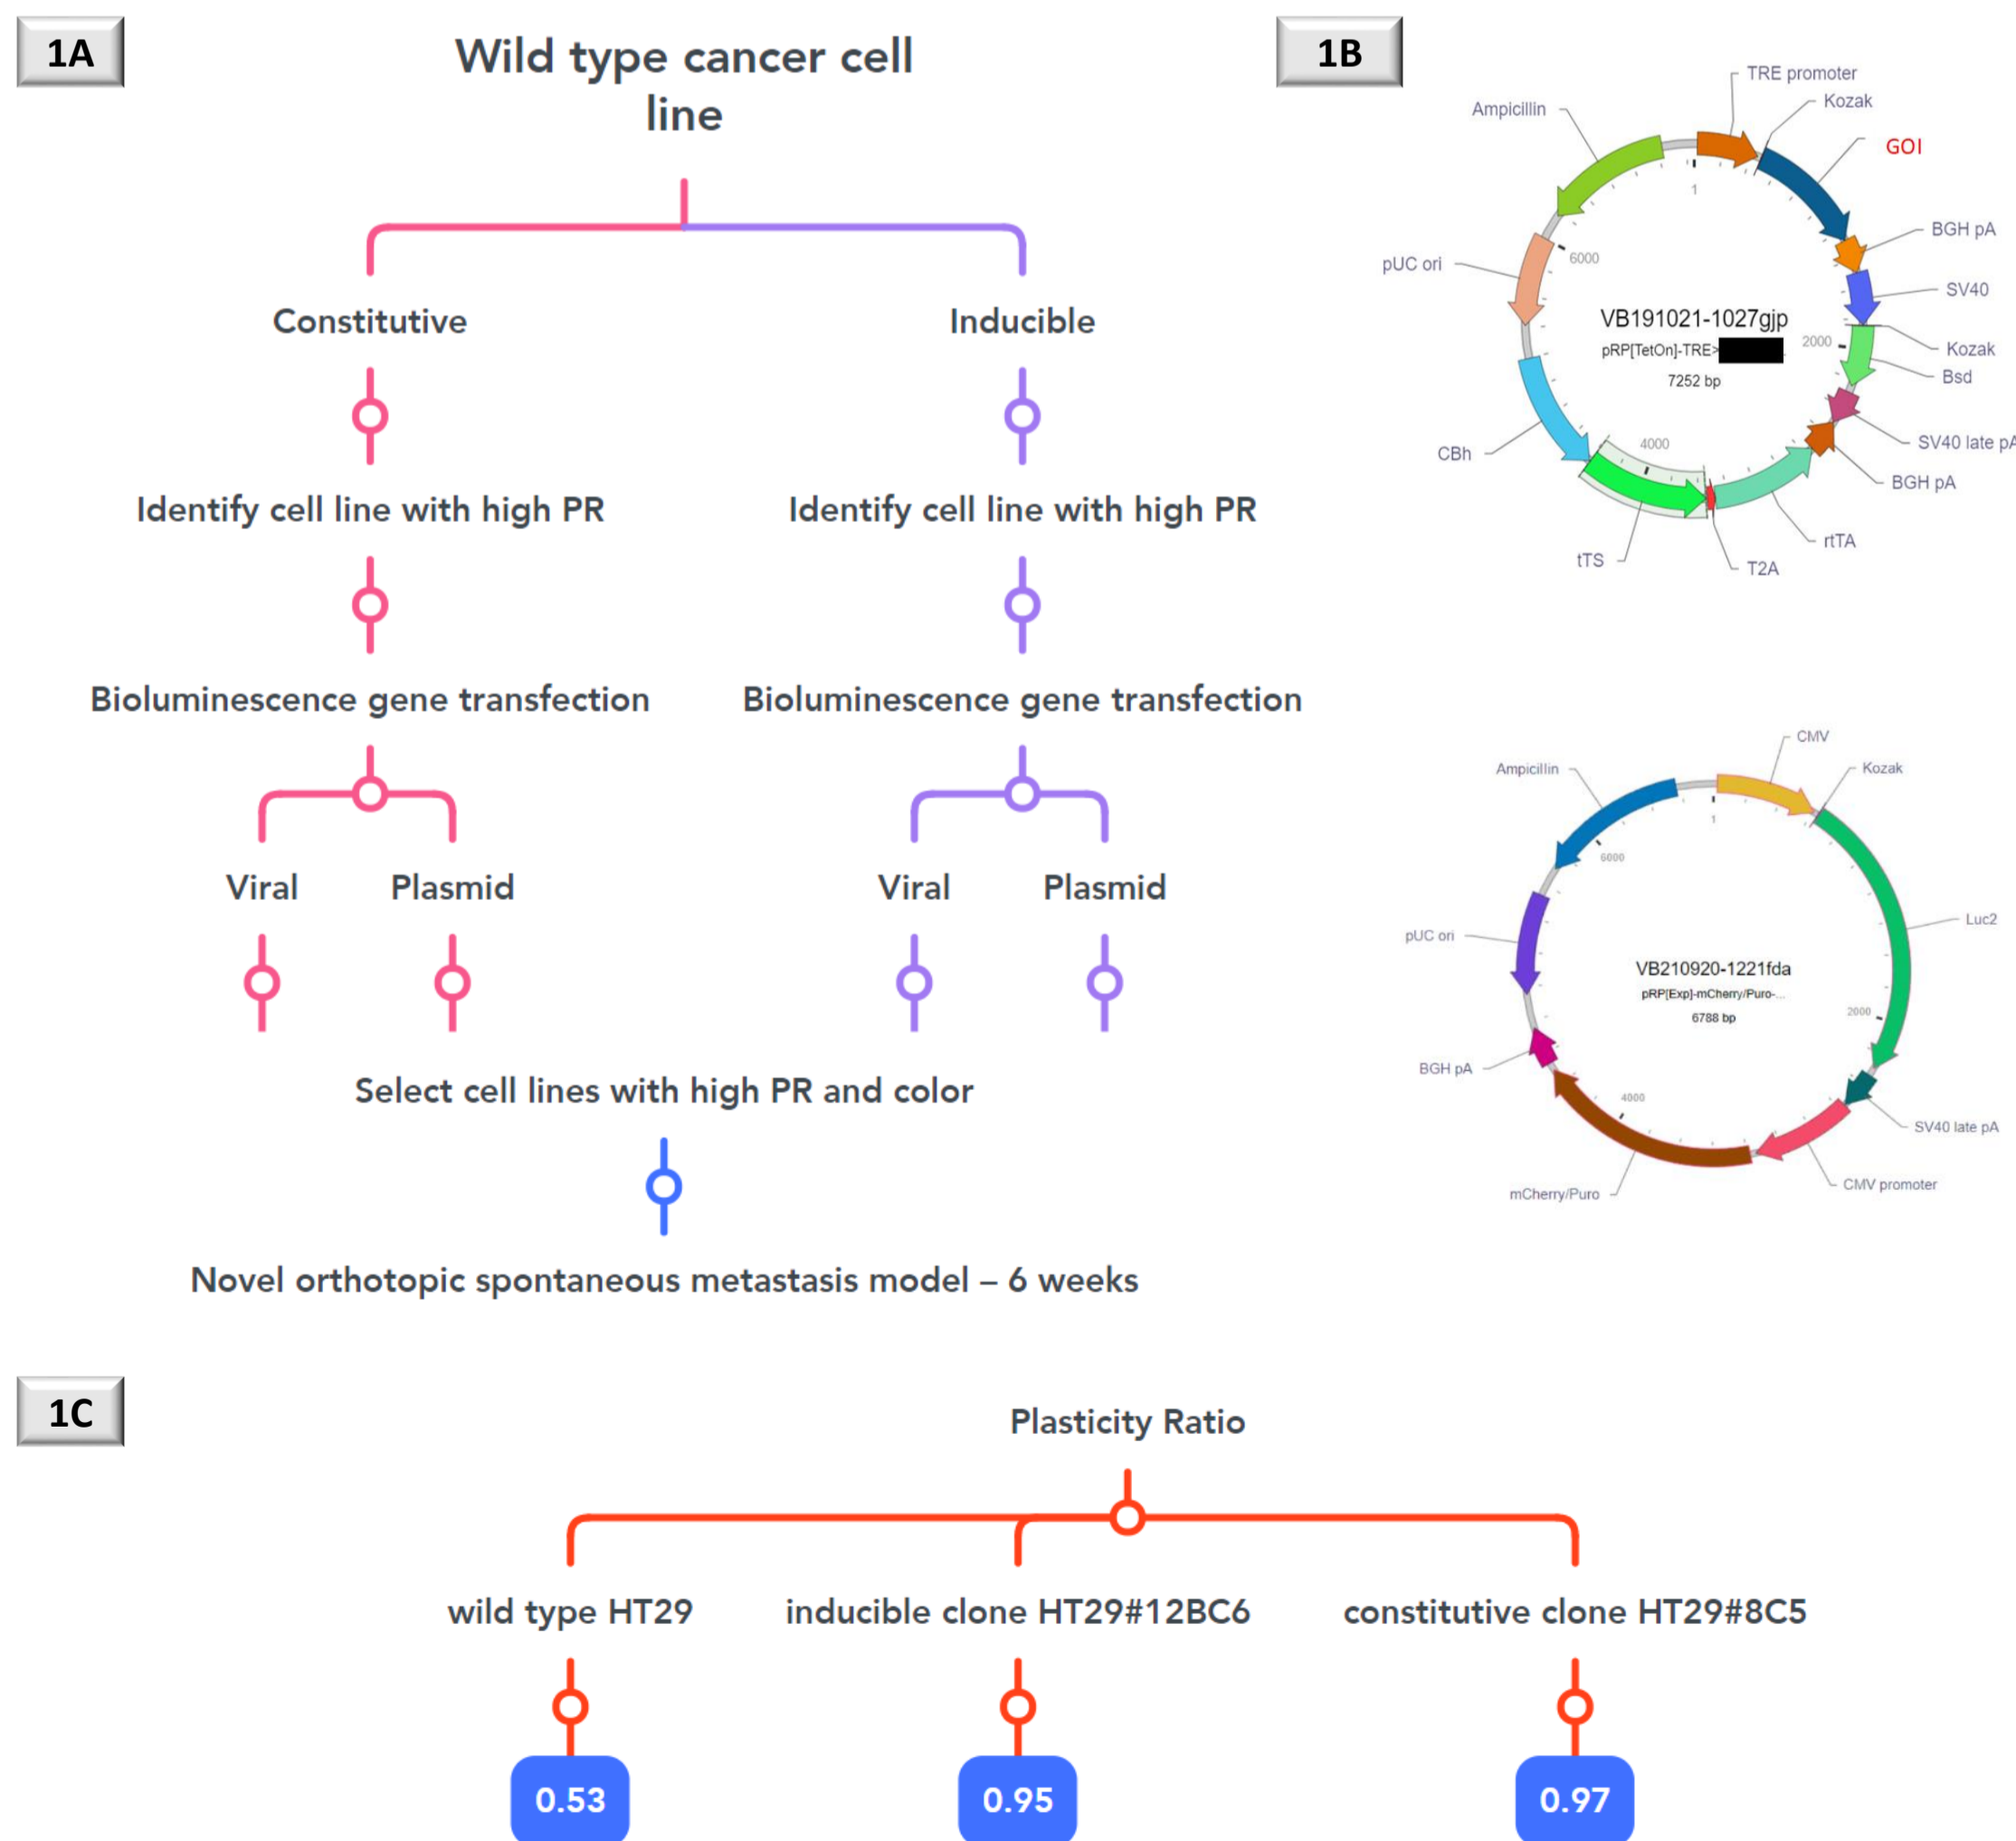 1A
Wild type cancer cell
line
Constitutive
Inducible
Identify cell line with high PR
Identify cell line with high PR
Bioluminescence gene transfection
Bioluminescence gene transfection
Viral
Plasmid
Viral
Plasmid
Select cell lines with high PR and color
Novel orthotopic spontaneous metastasis model – 6 weeks
1B
TRE promoter
Kozak
GOI
Ampicillin
1
BGH pA
pUC ori
6000
SV40
VB191021-1027gjp
pRP[TetOn]-TRE>
7252 bp
2000
Kozak
Bsd
4000
SV40 late pA
CBh
BGH pA
rtTA
tTS
T2A
CMV
Kozak
Ampicillin
1
6000
Luc2
pUC ori
VB210920-1221fda
pRP[Exp]-mCherry/Puro-...
6788 bp
2000
BGH pA
4000
SV40 late pA
CMV promoter
mCherry/Puro
1C
Plasticity Ratio
wild type HT29
inducible clone HT29#12BC6
constitutive clone HT29#8C5
0.53
0.95
0.97